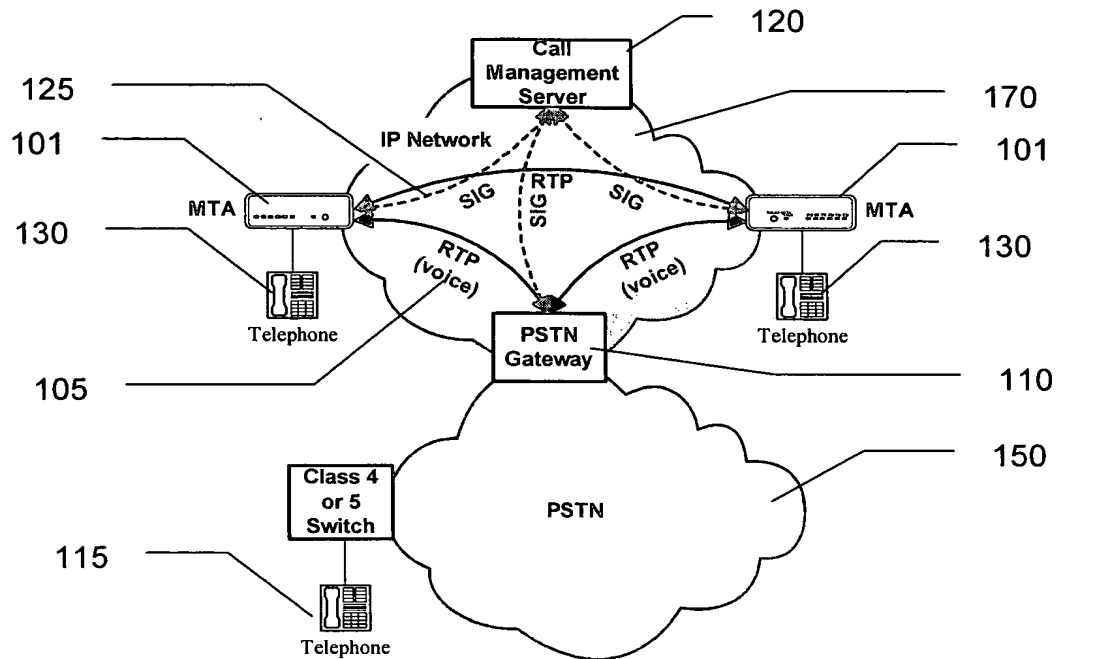 120
Call
Management
Server
125
170
101
IP Network
101
RTP
SIG
SIG
SIG
MTA
MTA
130
130
RTP
(voice)
RTP
(voice)
Telephone
Telephone
PSTN
Gateway
105
110
150
Class 4
or 5
Switch
PSTN
115
Telephone